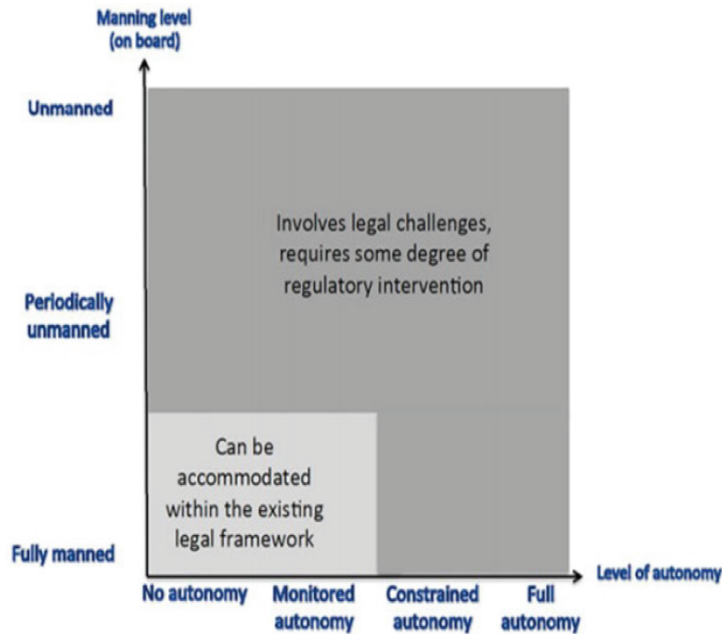 Manning level
(on board)
Unmanned
Involves legal challenges,
requires some degree of
regulatory intervention
Periodically
unmanned
Can be
accommodated
within the existing
legal framework
Fully manned
Level of autonomy
No autonomy
Monitored
autonomy
Constrained
autonomy
Full
autonomy